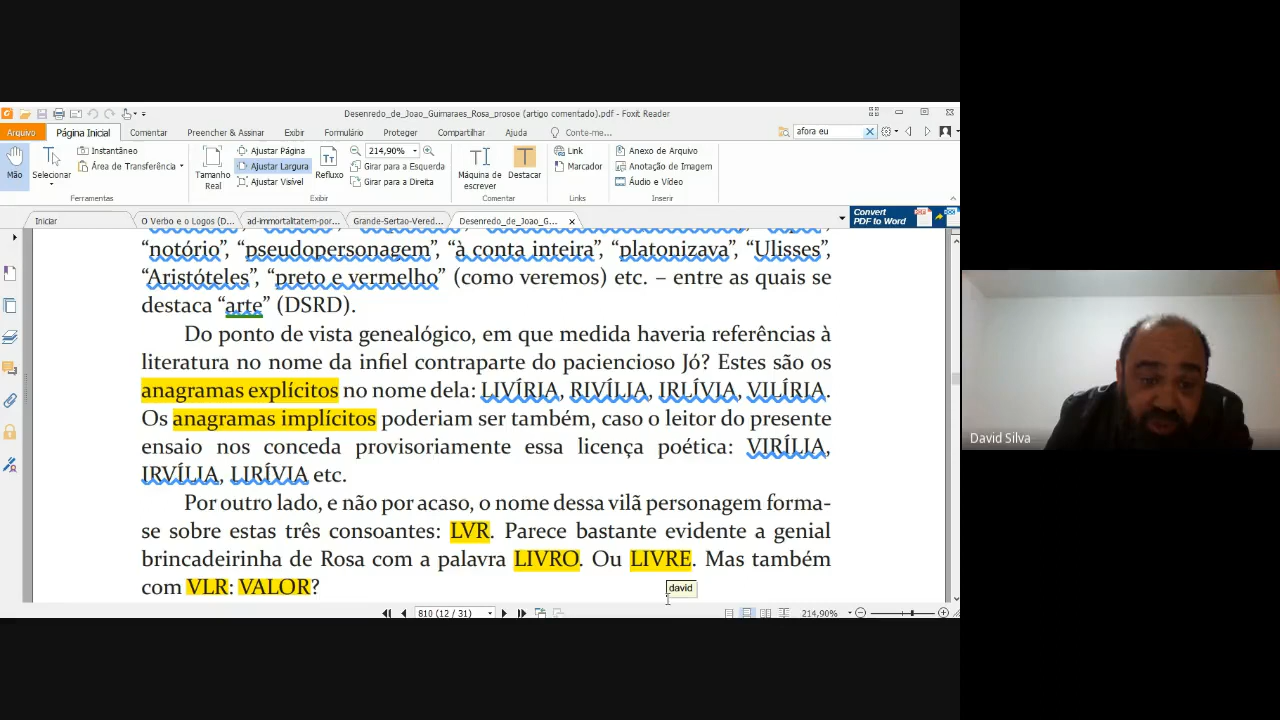 Desenredo_de_Joao_Guimaraes_Rosa_prosoe (artigo comentado).pdf - Foxit Reader
Arquivo Página Inicial Comentar Preencher & Assinar Exibir Formulário Proteger Compartilhar Ajuda Conte-me... afora eu
Mão Selecionar Instantâneo Área de Transferência Tamanho Real Ajustar Página Ajustar Largura Ajustar Visível Refluxo 214,90% Girar para a Esquerda Girar para a Direita Máquina de escrever Destacar Link Marcador Anexo de Arquivo Anotação de Imagem Áudio e Vídeo
Ferramentas Exibir Comentar Links Inserir
Iniciar O Verbo e o Logos (D... ad-immortalitatem-por... Grande-Sertao-Vered... Desenredo_de_Joao_G... Convert PDF to Word
“notório”, “pseudopersonagem”, “à conta inteira”, “platonizava”, “Ulisses”,
“Aristóteles”, “preto e vermelho” (como veremos) etc. – entre as quais se
destaca “arte” (DSRD).
Do ponto de vista genealógico, em que medida haveria referências à
literatura no nome da infiel contraparte do paciencioso Jó? Estes são os
anagramas explícitos no nome dela: LIVÍRIA, RIVÍLIA, IRLÍVIA, VILÍRIA.
Os anagramas implícitos poderiam ser também, caso o leitor do presente
ensaio nos conceda provisoriamente essa licença poética: VIRÍLIA,
IRVÍLIA, LIRÍVIA etc.
Por outro lado, e não por acaso, o nome dessa vilã personagem forma-
se sobre estas três consoantes: LVR. Parece bastante evidente a genial
brincadeirinha de Rosa com a palavra LIVRO. Ou LIVRE. Mas também
com VLR: VALOR?
david
810 (12 / 31) 214,90%
David Silva